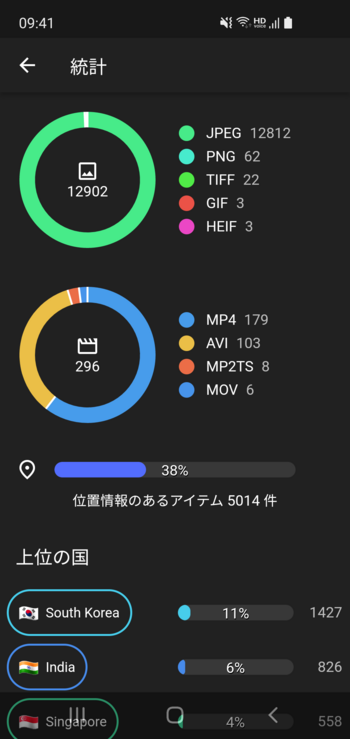 09:41
HD
VOICE
統計
12902
JPEG 12812
PNG 62
TIFF 22
GIF 3
HEIF 3
296
MP4 179
AVI 103
MP2TS 8
MOV 6
38%
位置情報のあるアイテム 5014 件
上位の国
South Korea 11% 1427
India 6% 826
Singapore 4% 558